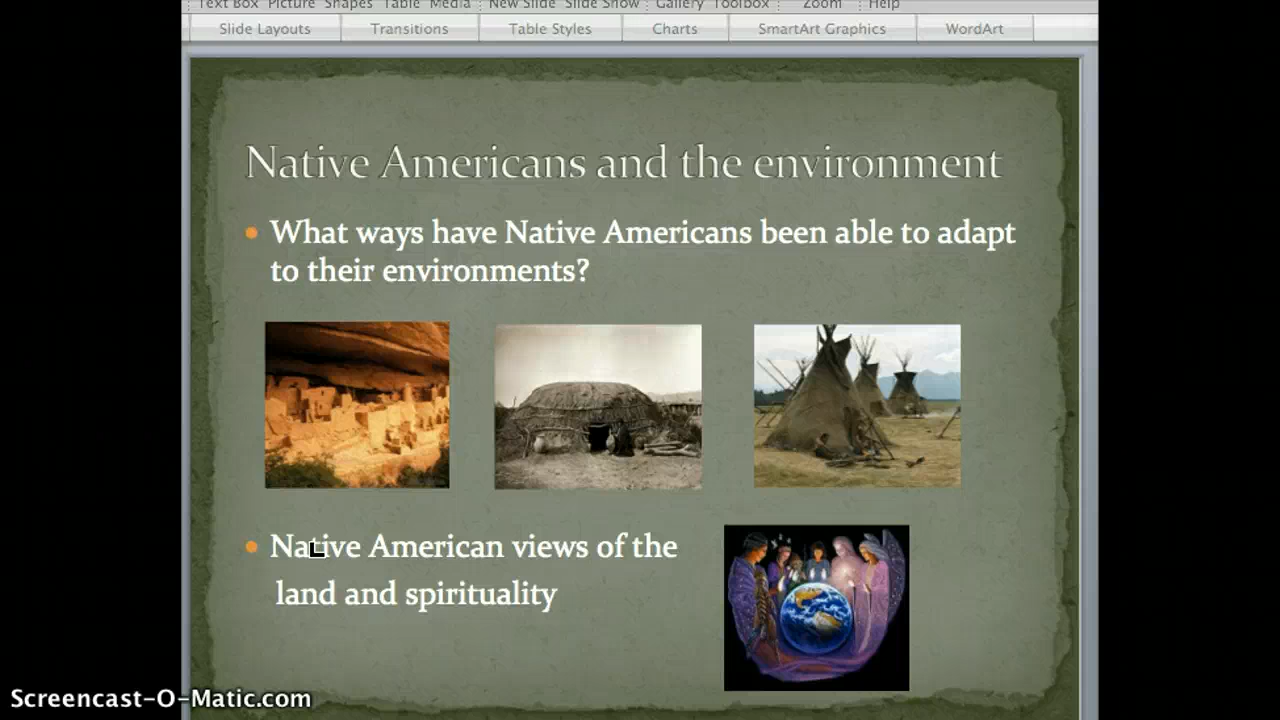 Text Box Picture Shapes Table Media New Slide Slide Show Gallery Toolbox Zoom Help
Slide Layouts Transitions Table Styles Charts SmartArt Graphics WordArt
Native Americans and the environment
What ways have Native Americans been able to adapt
to their environments?
Native American views of the
land and spirituality
Screencast-O-Matic.com